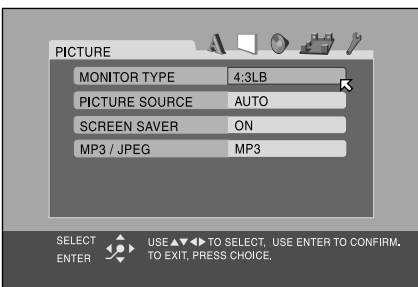 PICTURE
MONITOR TYPE 4:3LB
PICTURE SOURCE AUTO
SCREEN SAVER ON
MP3 / JPEG MP3
SELECT
ENTER
USE ▲▼◀▶ TO SELECT, USE ENTER TO CONFIRM.
TO EXIT, PRESS CHOICE.